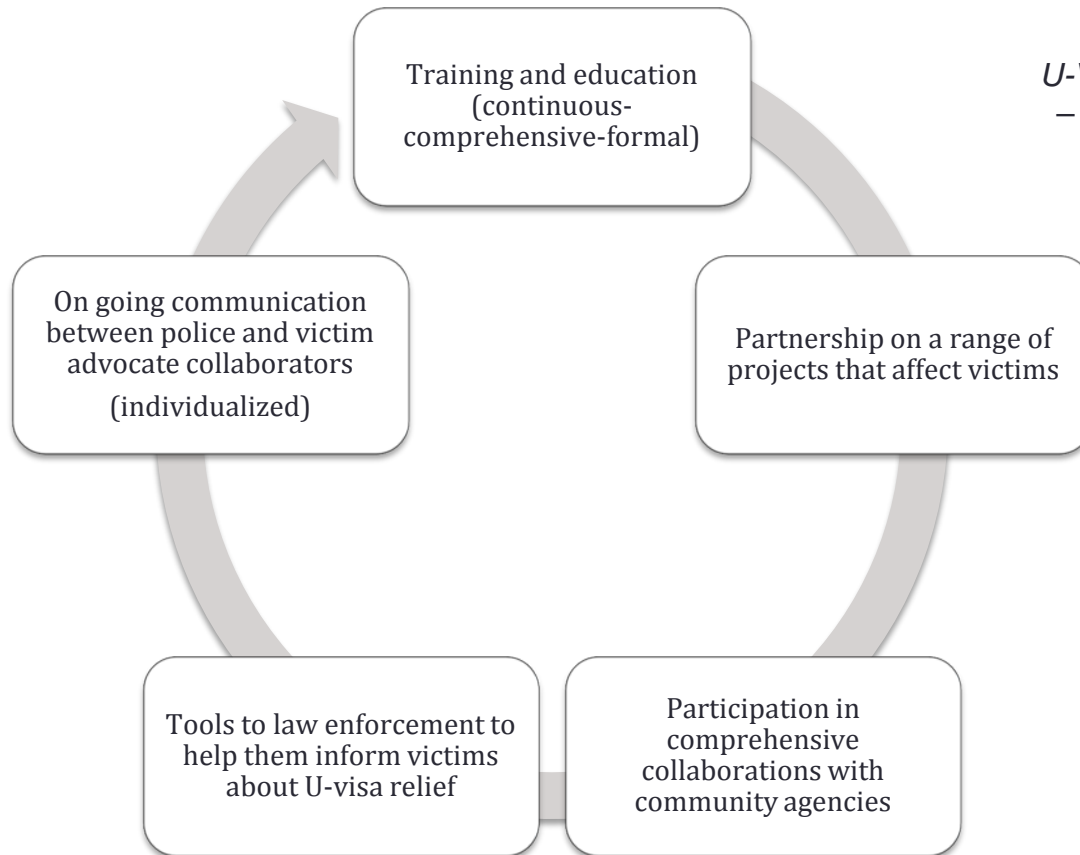 Training and education
(continuous-
comprehensive-formal)
U-
–
On going communication
between police and victim
advocate collaborators
(individualized)
Partnership on a range of
projects that affect victims
Tools to law enforcement to
help them inform victims
about U-visa relief
Participation in
comprehensive
collaborations with
community agencies